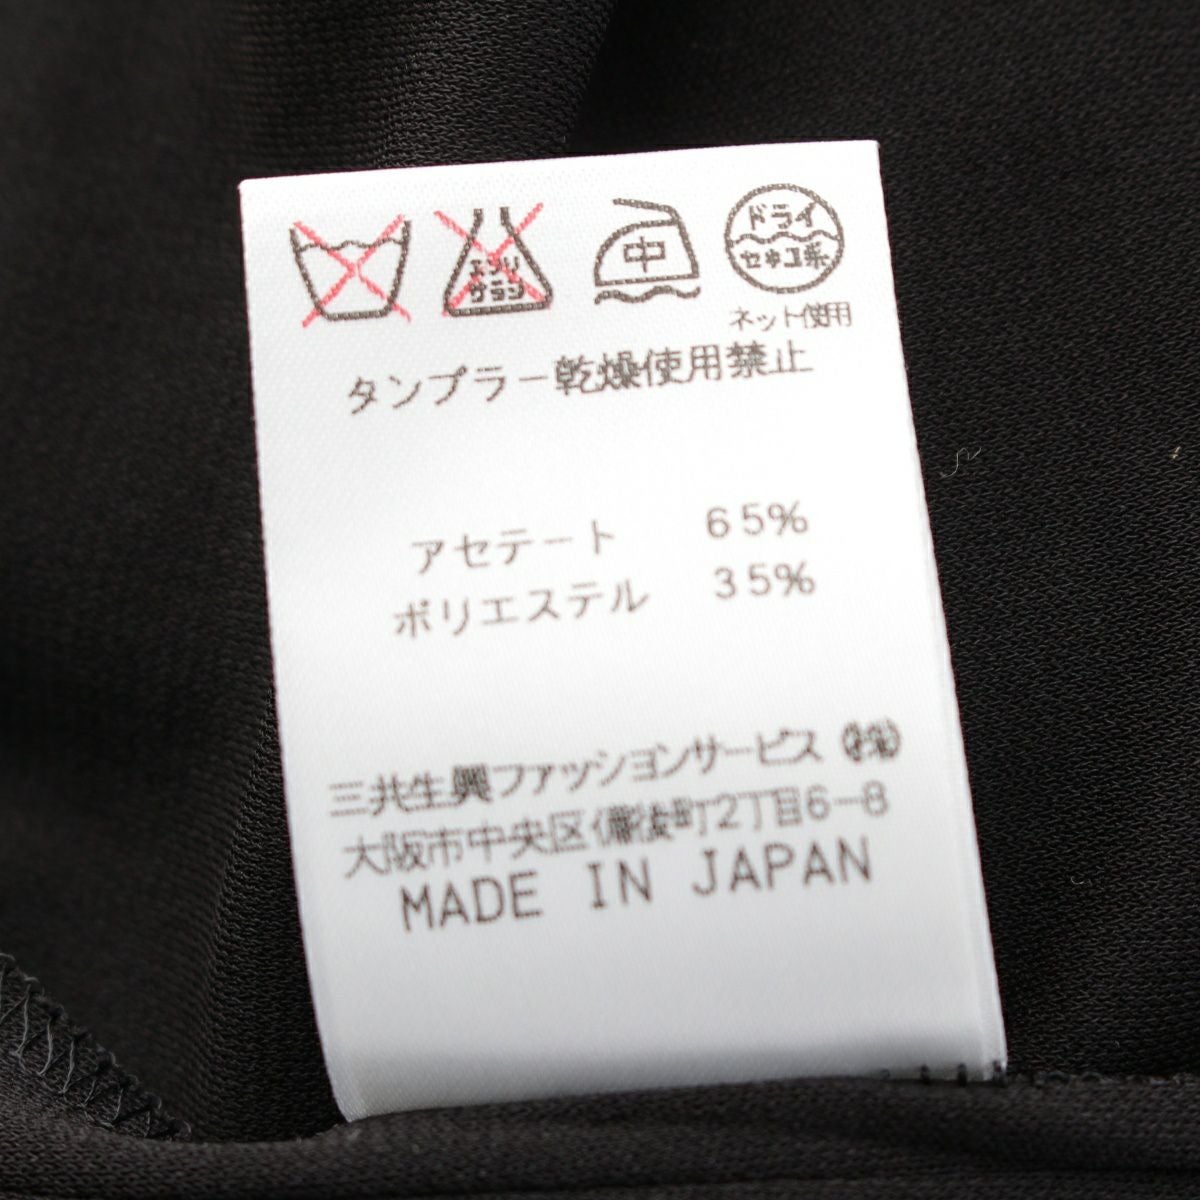 エンソ
サラシ
中
ドライ
セキユ系
ネット使用
タンブラー乾燥使用禁止
アセテート 65%
ポリエステル 35%
三共生興ファッションサービス(株)
大阪市中央区 2丁目6-8
MADE IN JAPAN